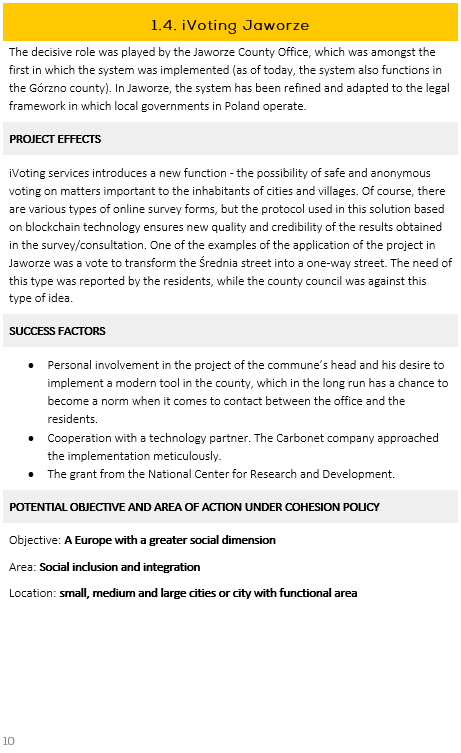 1.4. iVoting Jaworze
The decisive role was played by the Jaworze County Office, which was amongst the
first in which the system was implemented (as of today, the system also functions in
the Górzno county). In Jaworze, the system has been refined and adapted to the legal
framework in which local governments in Poland operate.
PROJECT EFFECTS
iVoting services introduces a new function - the possibility of safe and anonymous
voting on matters important to the inhabitants of cities and villages. Of course, there
are various types of online survey forms, but the protocol used in this solution based
on blockchain technology ensures new quality and credibility of the results obtained
in the survey/consultation. One of the examples of the application of the project in
Jaworze was a vote to transform the Średnia street into a one-way street. The need of
this type was reported by the residents, while the county council was against this
type of idea.
SUCCESS FACTORS
● Personal involvement in the project of the commune's head and his desire to
implement a modern tool in the county, which in the long run has a chance to
become a norm when it comes to contact between the office and the
residents.
● Cooperation with a technology partner. The Carbonet company approached
the implementation meticulously.
● The grant from the National Center for Research and Development.
POTENTIAL OBJECTIVE AND AREA OF ACTION UNDER COHESION POLICY
Objective: A Europe with a greater social dimension
Area: Social inclusion and integration
Location: small, medium and large cities or city with functional area
10